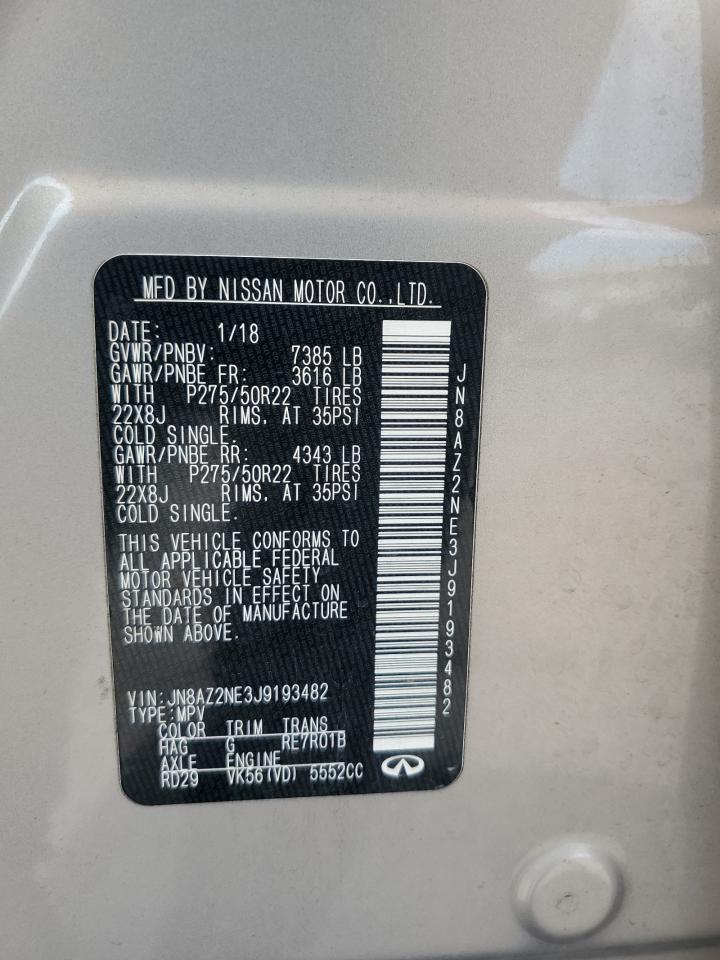 MFD BY NISSAN MOTOR CO.,LTD.
DATE: 1/18
GVWR/PNBV: 7385 LB
GAWR/PNBE FR: 3616 LB
WITH P275/50R22 TIRES
22X8J RIMS, AT 35PSI
COLD SINGLE.
GAWR/PNBE RR: 4343 LB
WITH P275/50R22 TIRES
22X8J RIMS, AT 35PSI
COLD SINGLE.
THIS VEHICLE CONFORMS TO
ALL APPLICABLE FEDERAL
MOTOR VEHICLE SAFETY
STANDARDS IN EFFECT ON
THE DATE OF MANUFACTURE
SHOWN ABOVE.
VIN:JN8AZ2NE3J9193482
TYPE:MPV
COLOR TRIM TRANS
HAG G RE7R01B
AXLE ENGINE
RD29 VK56(VD) 5552CC
JN8AZ2NE3J9193482